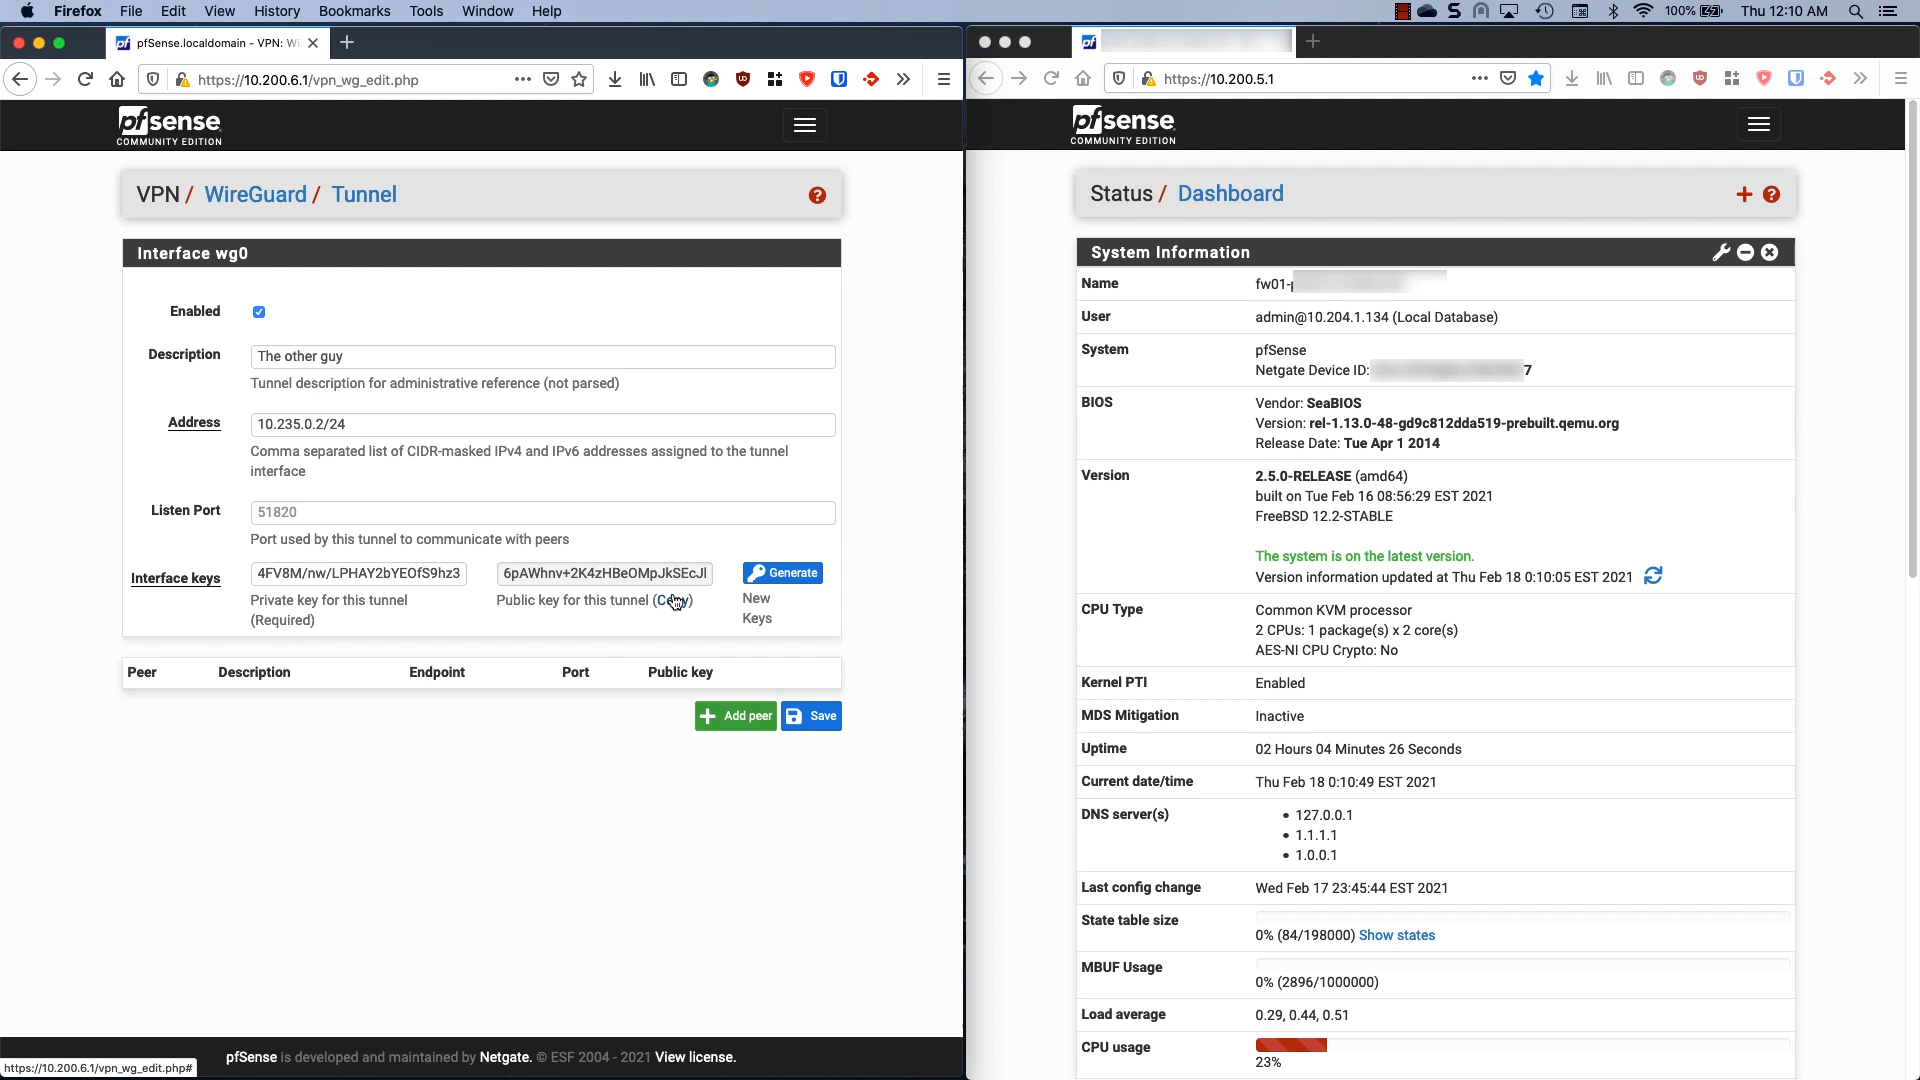 Firefox File Edit View History Bookmarks Tools Window Help
100% Thu 12:10 AM
pfSense.localdomain - VPN: Wi
https://10.200.6.1/vpn_wg_edit.php
pfsense
COMMUNITY EDITION
VPN / WireGuard / Tunnel
Interface wg0
Enabled
Description The other guy
Tunnel description for administrative reference (not parsed)
Address 10.235.0.2/24
Comma separated list of CIDR-masked IPv4 and IPv6 addresses assigned to the tunnel
interface
Listen Port 51820
Port used by this tunnel to communicate with peers
Interface keys 4FV8M/nw/LPHAY2bYEOfS9hz3 6pAWhnv+2K4zHBeOMpJkSEcJl Generate
Private key for this tunnel Public key for this tunnel (Copy) New
(Required) Keys
Peer Description Endpoint Port Public key
Add peer Save
pfSense is developed and maintained by Netgate. © ESF 2004 - 2021 View license.
https://10.200.6.1/vpn_wg_edit.php#
https://10.200.5.1
pfsense
COMMUNITY EDITION
Status / Dashboard
System Information
Name fw01-
User admin@10.204.1.134 (Local Database)
System pfSense
Netgate Device ID: 7
BIOS Vendor: SeaBIOS
Version: rel-1.13.0-48-gd9c812dda519-prebuilt.qemu.org
Release Date: Tue Apr 1 2014
Version 2.5.0-RELEASE (amd64)
built on Tue Feb 16 08:56:29 EST 2021
FreeBSD 12.2-STABLE
The system is on the latest version.
Version information updated at Thu Feb 18 0:10:05 EST 2021
CPU Type Common KVM processor
2 CPUs: 1 package(s) x 2 core(s)
AES-NI CPU Crypto: No
Kernel PTI Enabled
MDS Mitigation Inactive
Uptime 02 Hours 04 Minutes 26 Seconds
Current date/time Thu Feb 18 0:10:49 EST 2021
DNS server(s) • 127.0.0.1
• 1.1.1.1
• 1.0.0.1
Last config change Wed Feb 17 23:45:44 EST 2021
State table size
0% (84/198000) Show states
MBUF Usage
0% (2896/1000000)
Load average 0.29, 0.44, 0.51
CPU usage
23%